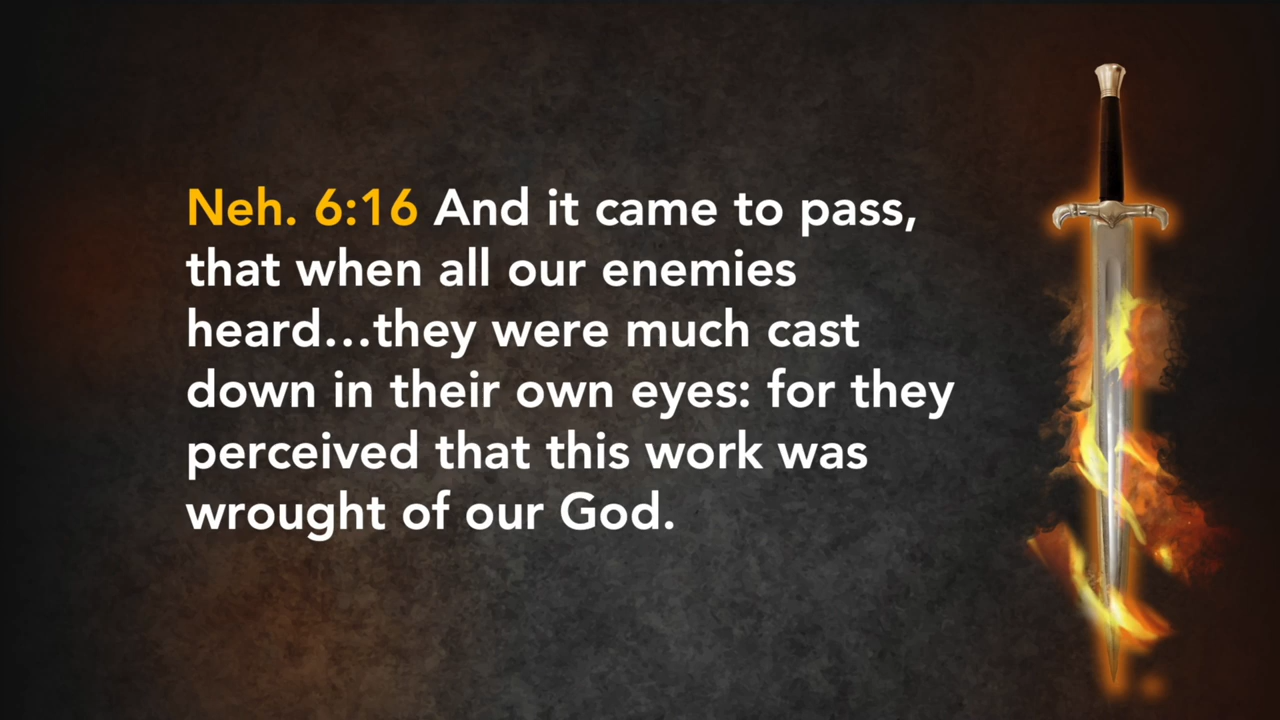 Neh. 6:16 And it came to pass,
that when all our enemies
heard...they were much cast
down in their own eyes: for they
perceived that this work was
wrought of our God.